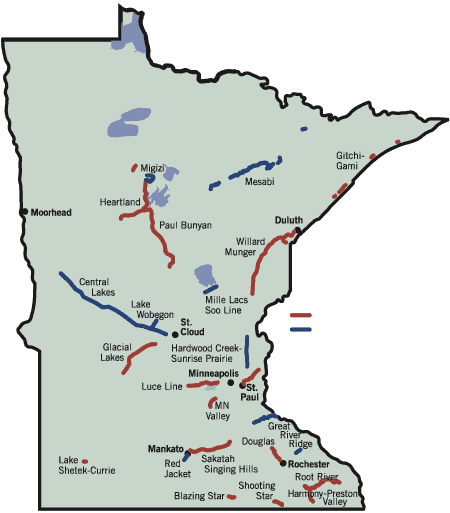 Gitchi-
Gami
Migizi
Mesabi
Heartland
Moorhead
Paul Bunyan
Duluth
Willard
Munger
Central
Lakes
Mille Lacs
Soo Line
Lake
Wobegon
St.
Cloud
Glacial
Lakes
Hardwood Creek-
Sunrise Prairie
Minneapolis
Luce Line
St.
Paul
MN
Valley
Great
River
Ridge
Douglas
Mankato
Lake
Shetek-Currie
Red
Jacket
Sakatah
Singing Hills
Rochester
Root River
Shooting
Star
Blazing Star
Harmony-Preston
Valley